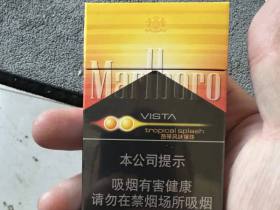 Marlboro
VISTA
tropical splash
热带风味爆珠
本公司提示
吸烟有害健康
请勿在禁烟场所吸烟